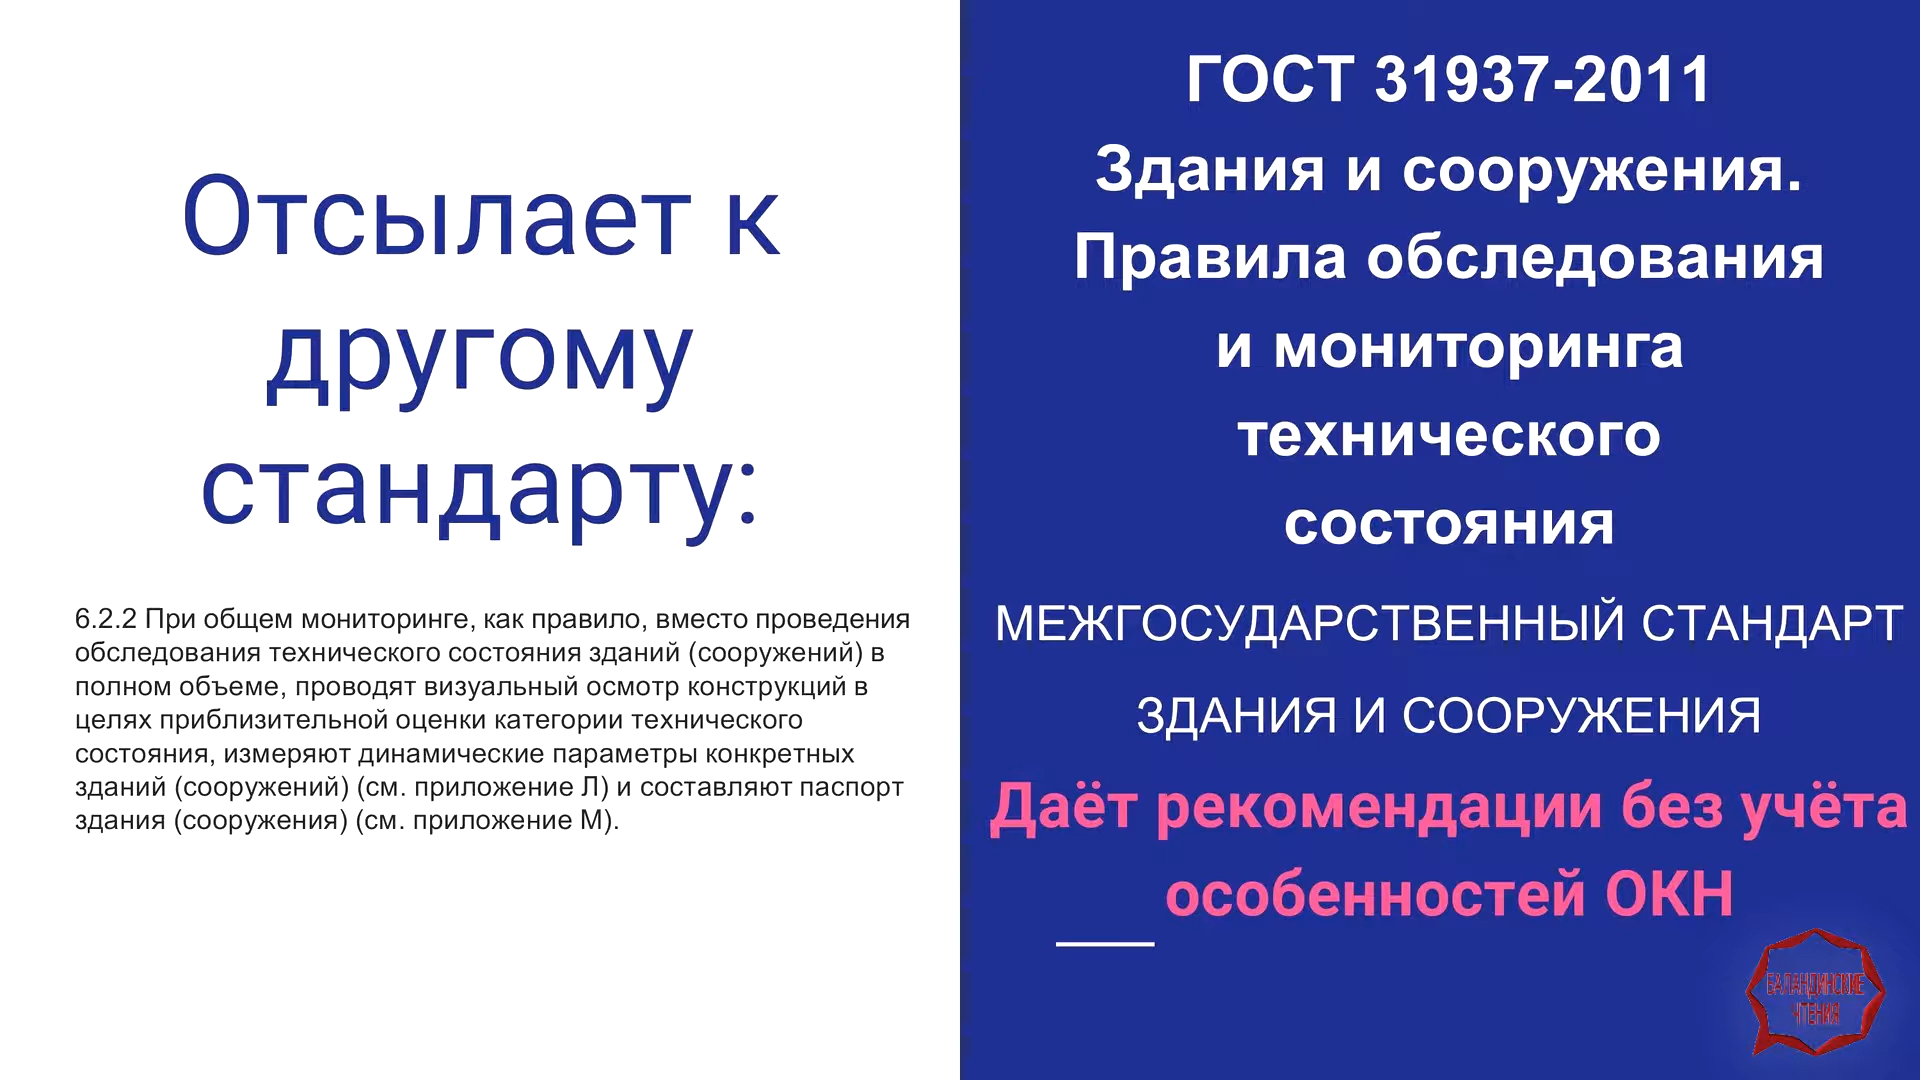 Отсылает к
другому
стандарту:
6.2.2 При общем мониторинге, как правило, вместо проведения
обследования технического состояния зданий (сооружений) в
полном объеме, проводят визуальный осмотр конструкций в
целях приблизительной оценки категории технического
состояния, измеряют динамические параметры конкретных
зданий (сооружений) (см. приложение Л) и составляют паспорт
здания (сооружения) (см. приложение М).
ГОСТ 31937-2011
Здания и сооружения.
Правила обследования
и мониторинга
технического
состояния
МЕЖГОСУДАРСТВЕННЫЙ СТАНДАРТ
ЗДАНИЯ И СООРУЖЕНИЯ
Даёт рекомендации без учёта
особенностей ОКН
БАЛАНДИНСКИЕ
ЧТЕНИЯ